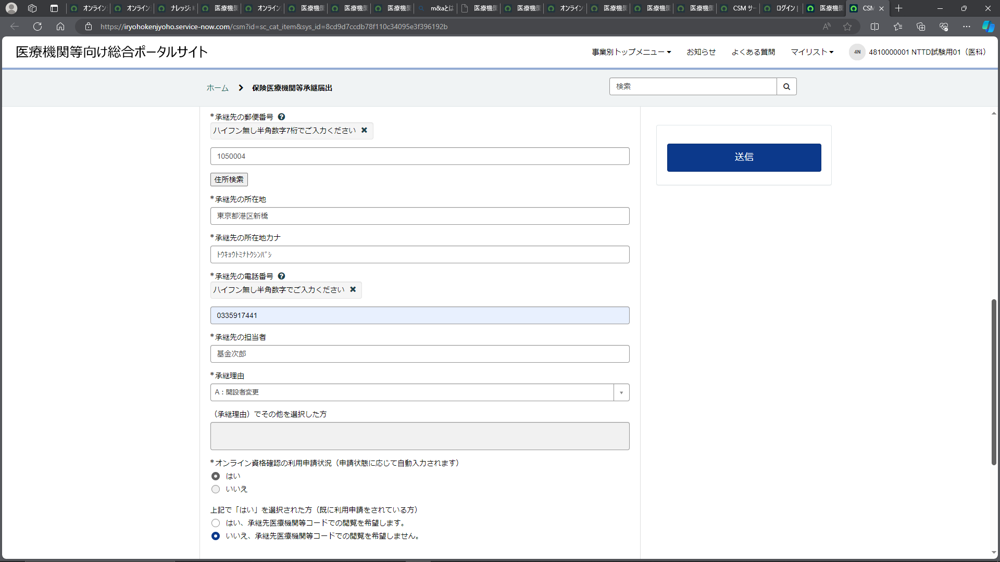 オンライン
オンライン
ナレッジ: K
医療機関
オンライン
医療機関
医療機関
医療機関
m&aとは
医療機関
医療機関
オンライン
医療機関
医療機関
医療機関
CSM サー
ログイン |
医療機関
CSM
https://iryohokenjyoho.service-now.com/csm?id=sc_cat_item&sys_id=8cd9d7ccdb78f110c34095e3f396192b
医療機関等向け総合ポータルサイト
事業別トップメニュー
お知らせ
よくある質問
マイリスト
4N
4810000001 NTTD試験用01（医科）
ホーム
保険医療機関等承継届出
検索
*承継先の郵便番号
ハイフン無し半角数字7桁でご入力ください
1050004
送信
住所検索
*承継先の所在地
東京都港区新橋
*承継先の所在地カナ
ﾄｳｷｮｳﾄﾐﾅﾄｸｼﾝﾊﾞｼ
*承継先の電話番号
ハイフン無し半角数字でご入力ください
0335917441
*承継先の担当者
基金次郎
*承継理由
A：開設者変更
（承継理由）でその他を選択した方
*オンライン資格確認の利用申請状況（申請状態に応じて自動入力されます）
はい
いいえ
上記で「はい」を選択された方（既に利用申請をされている方）
はい、承継先医療機関等コードでの閲覧を希望します。
いいえ、承継先医療機関等コードでの閲覧を希望しません。